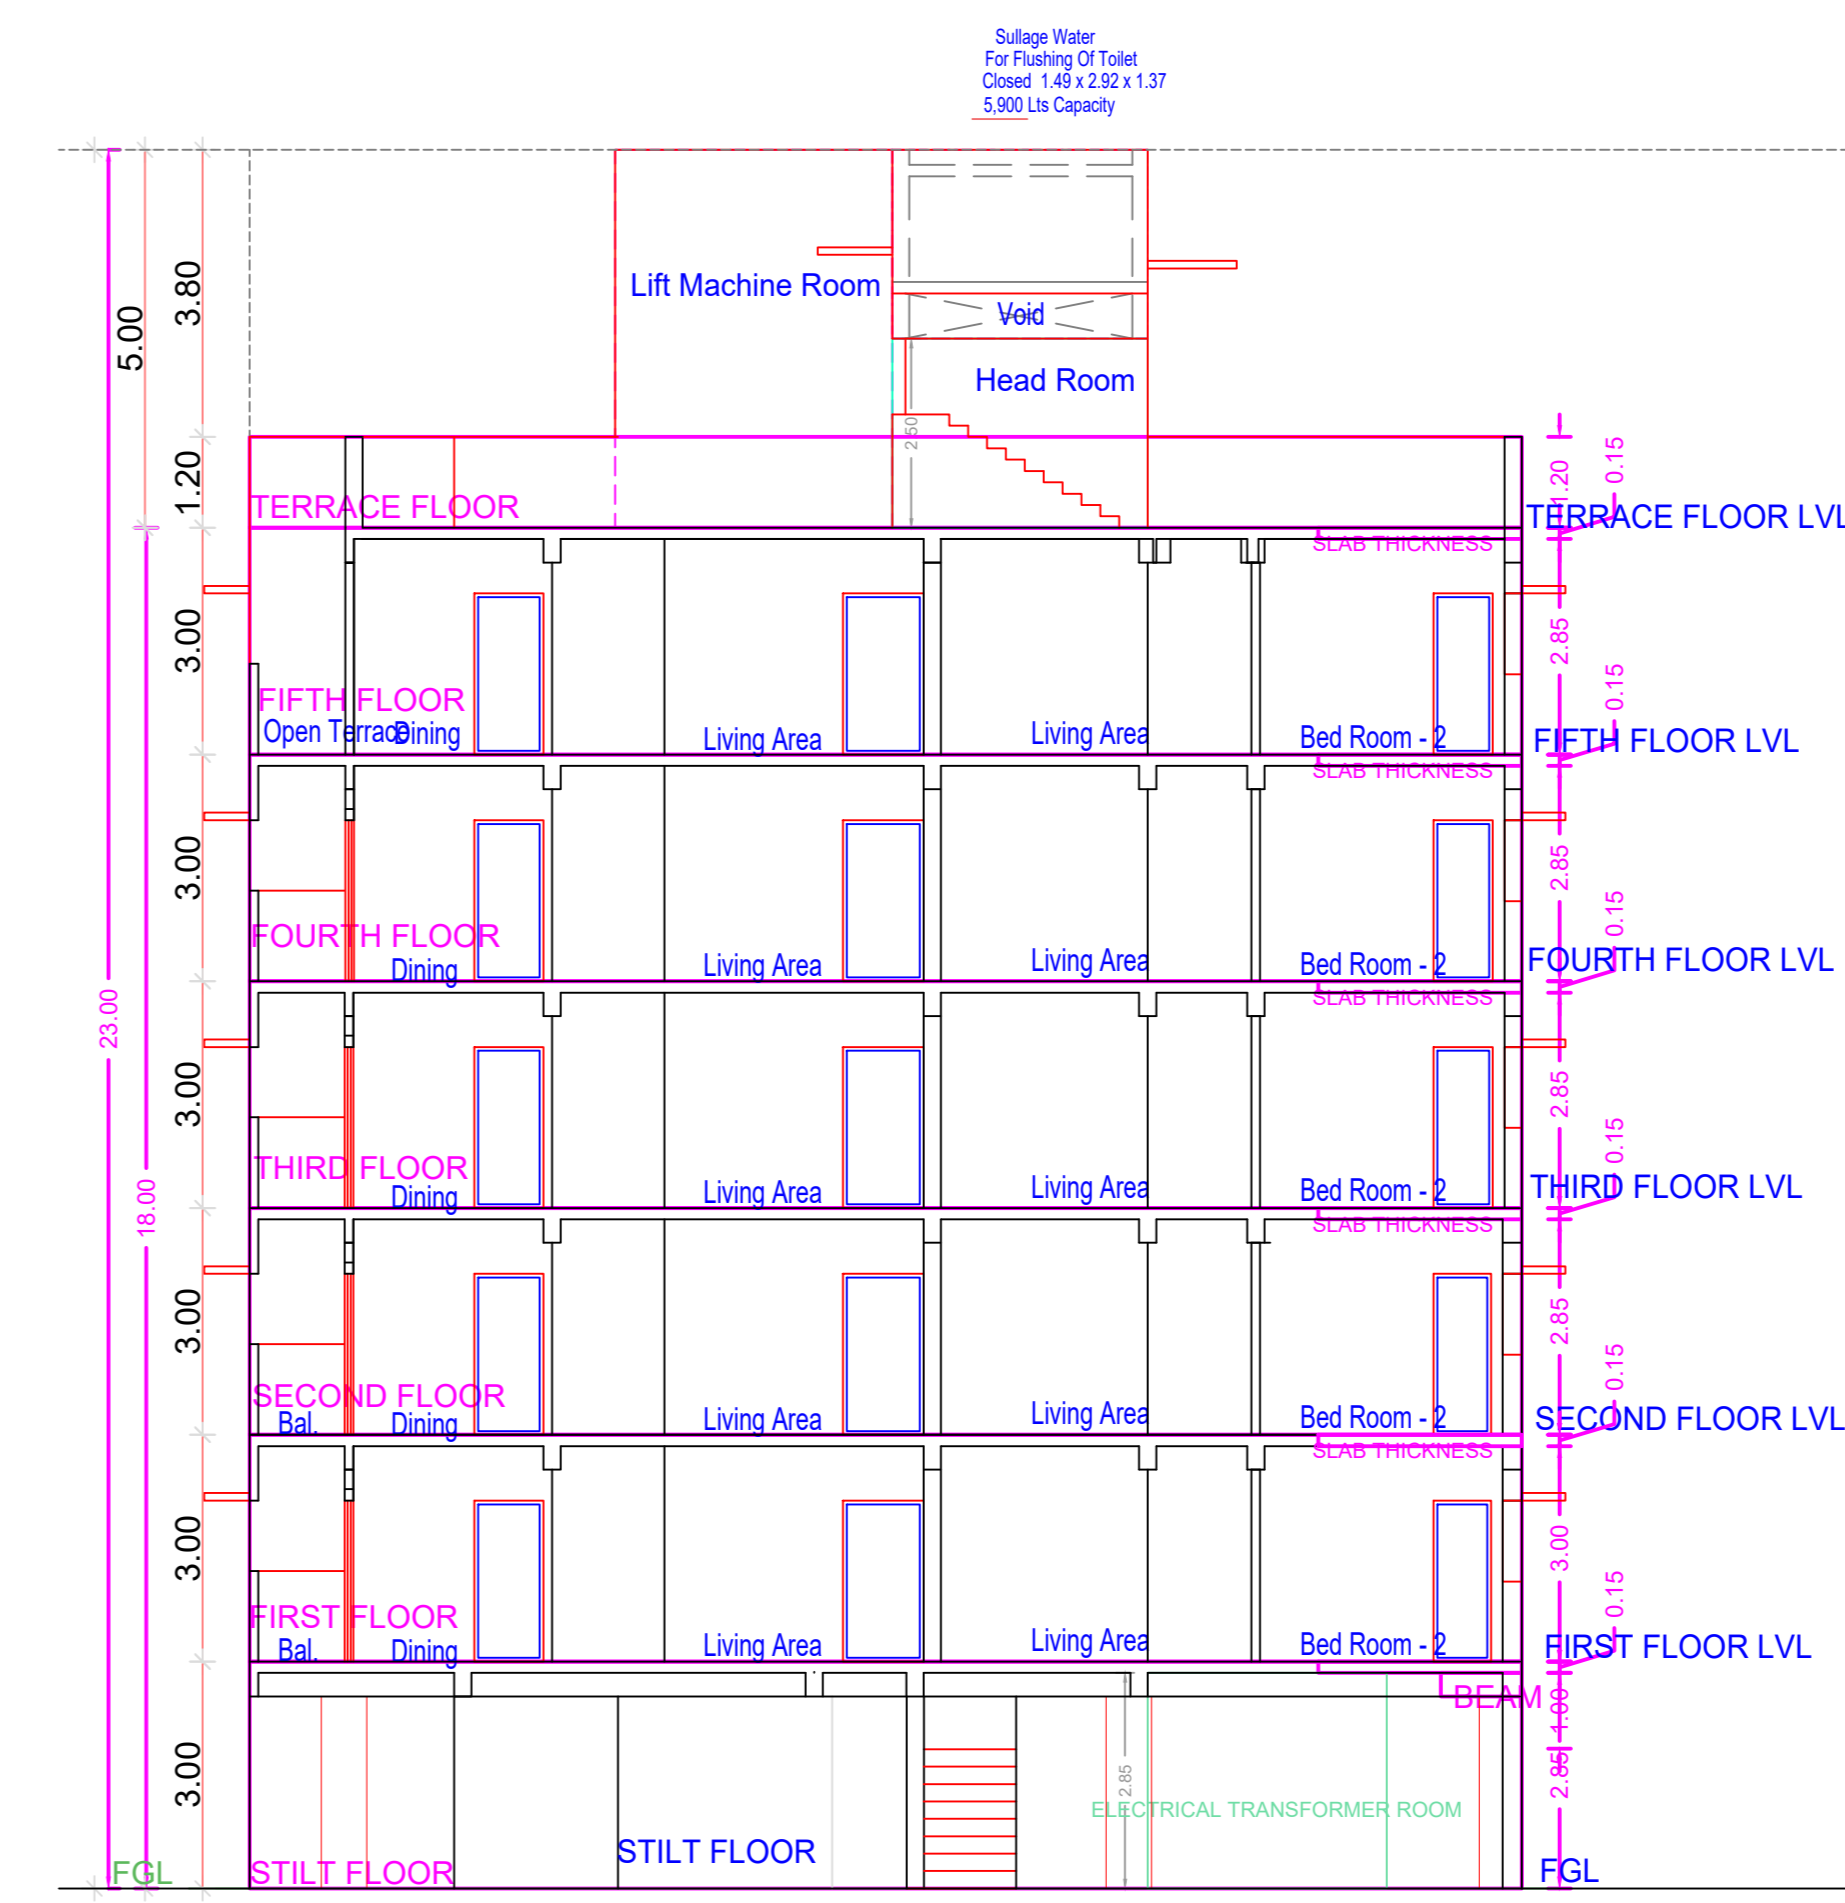 Sullage Water
For Flushing Of Toilet
Closed 1.49 x 2.92 x 1.37
5,900 Lts Capacity
3.80
5.00
Lift Machine Room
Void
Head Room
2.50
1.20
1.20
0.15
TERRACE FLOOR
TERRACE FLOOR LVL
SLAB THICKNESS
3.00
2.85
0.15
FIFTH FLOOR
Open Terrace
Dining
Living Area
Living Area
Bed Room - 2
FIFTH FLOOR LVL
SLAB THICKNESS
3.00
2.85
0.15
FOURTH FLOOR
Dining
Living Area
Living Area
Bed Room - 2
FOURTH FLOOR LVL
SLAB THICKNESS
23.00
3.00
2.85
0.15
THIRD FLOOR
Dining
Living Area
Living Area
Bed Room - 2
THIRD FLOOR LVL
18.00
SLAB THICKNESS
3.00
2.85
0.15
SECOND FLOOR
Bal.
Dining
Living Area
Living Area
Bed Room - 2
SECOND FLOOR LVL
SLAB THICKNESS
3.00
3.00
0.15
FIRST FLOOR
Bal.
Dining
Living Area
Living Area
Bed Room - 2
FIRST FLOOR LVL
BEAM
1.00
3.00
2.85
2.85
ELECTRICAL TRANSFORMER ROOM
STILT FLOOR
FGL
STILT FLOOR
FGL